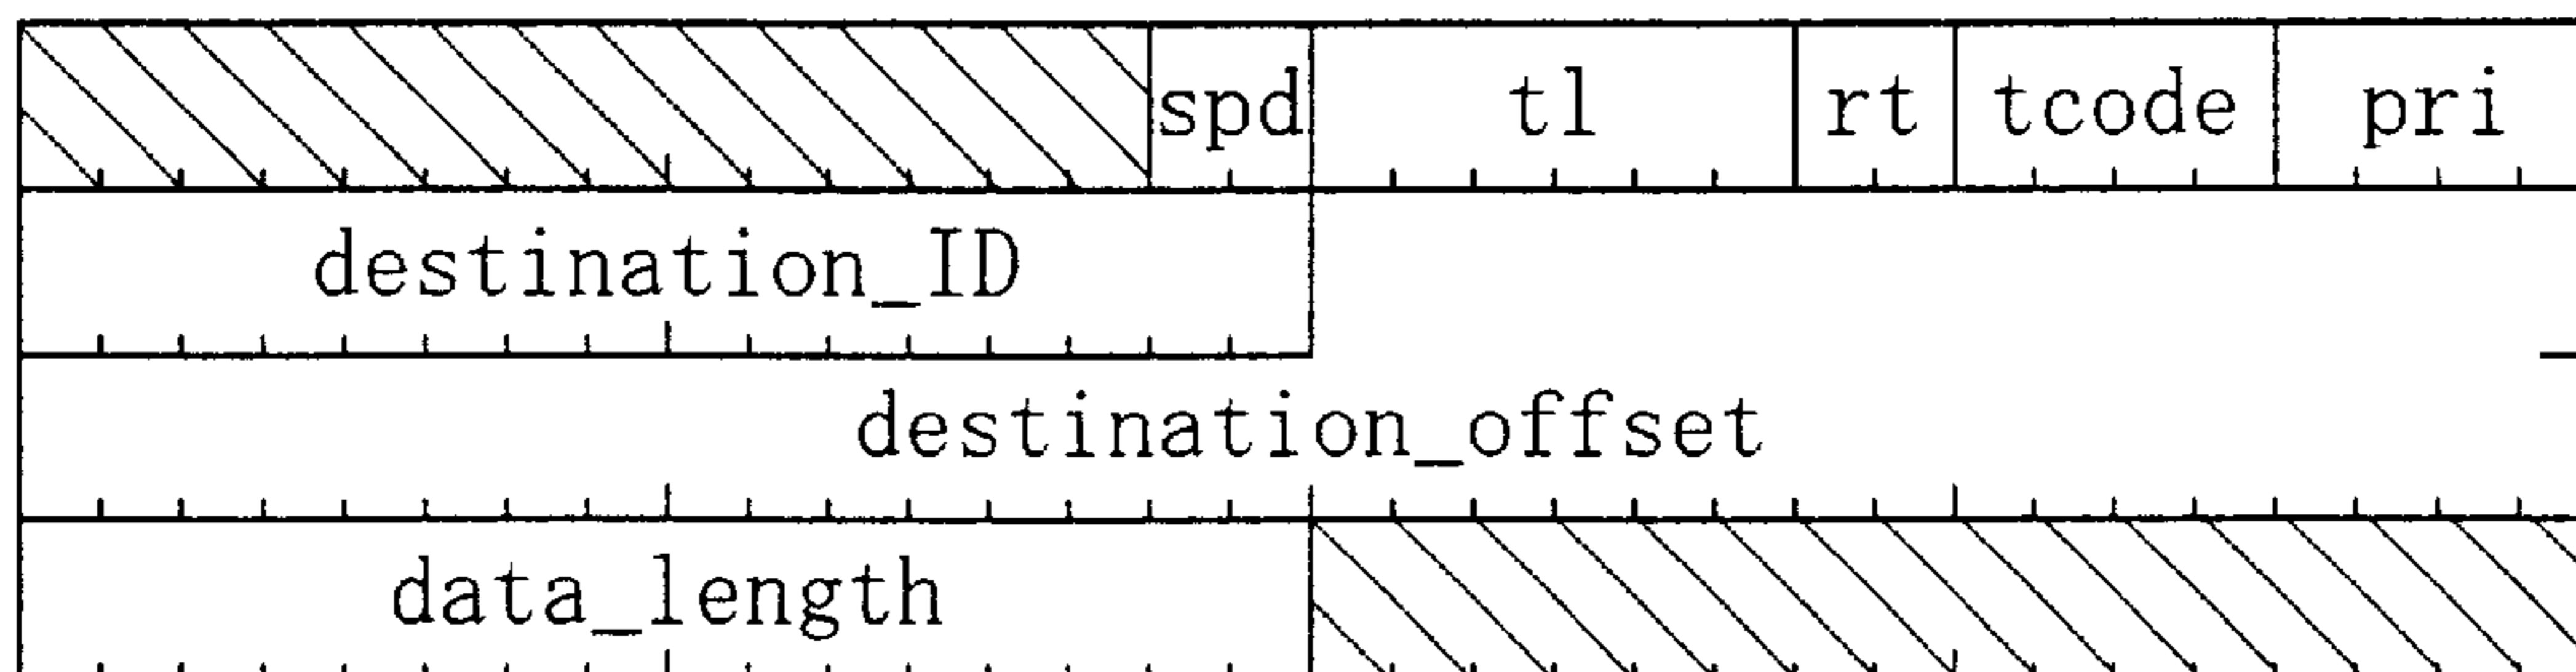 spd tl rt tcode pri
destination_ID
destination_offset
data_length